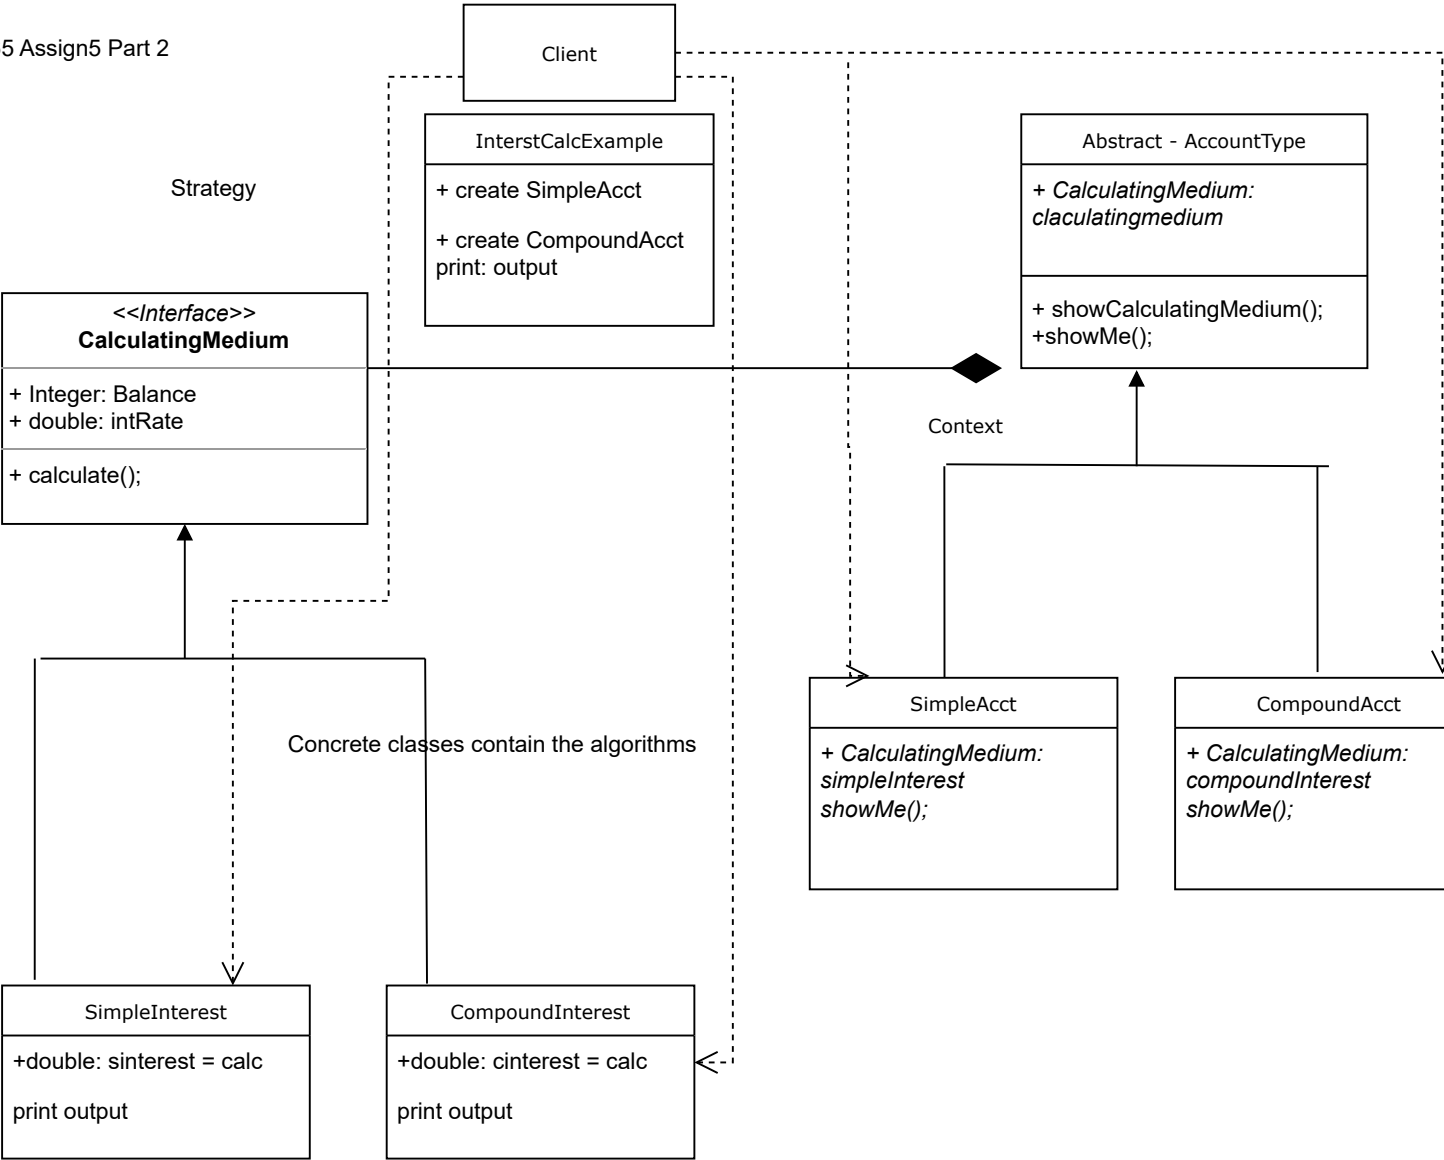 5 Assign5 Part 2
Client
Strategy
InterstCalcExample
+ create SimpleAcct
+ create CompoundAcct
print: output
Abstract - AccountType
+ CalculatingMedium:
claculatingmedium
+ showCalculatingMedium();
+showMe();
<<Interface>>
CalculatingMedium
+ Integer: Balance
+ double: intRate
+ calculate();
Context
SimpleAcct
+ CalculatingMedium:
simpleInterest
showMe();
CompoundAcct
+ CalculatingMedium:
compoundInterest
showMe();
Concrete classes contain the algorithms
SimpleInterest
+double: sinterest = calc
print output
CompoundInterest
+double: cinterest = calc
print output